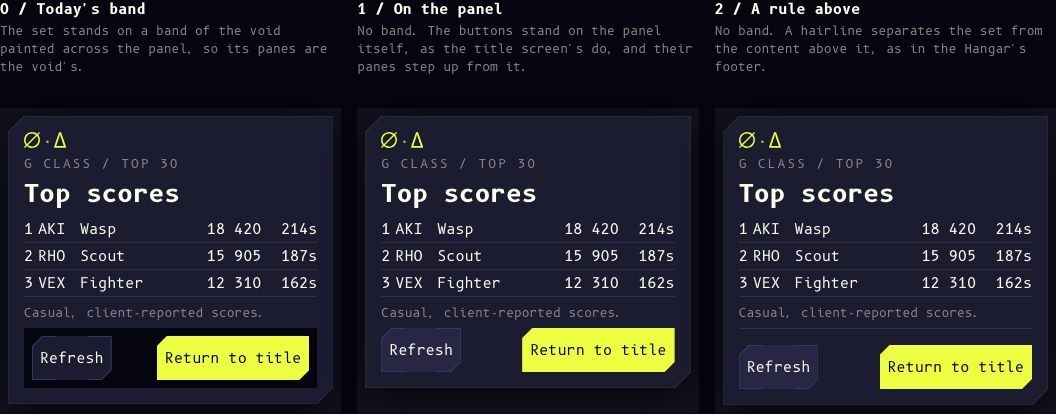 0 / Today's band
The set stands on a band of the void
painted across the panel, so its panes are
the void's.
1 / On the panel
No band. The buttons stand on the panel
itself, as the title screen's do, and their
panes step up from it.
2 / A rule above
No band. A hairline separates the set from
the content above it, as in the Hangar's
footer.
∅·Δ
G CLASS / TOP 30
Top scores
1 AKI Wasp 18 420 214s
2 RHO Scout 15 905 187s
3 VEX Fighter 12 310 162s
Casual, client-reported scores.
Refresh Return to title
∅·Δ
G CLASS / TOP 30
Top scores
1 AKI Wasp 18 420 214s
2 RHO Scout 15 905 187s
3 VEX Fighter 12 310 162s
Casual, client-reported scores.
Refresh Return to title
∅·Δ
G CLASS / TOP 30
Top scores
1 AKI Wasp 18 420 214s
2 RHO Scout 15 905 187s
3 VEX Fighter 12 310 162s
Casual, client-reported scores.
Refresh Return to title